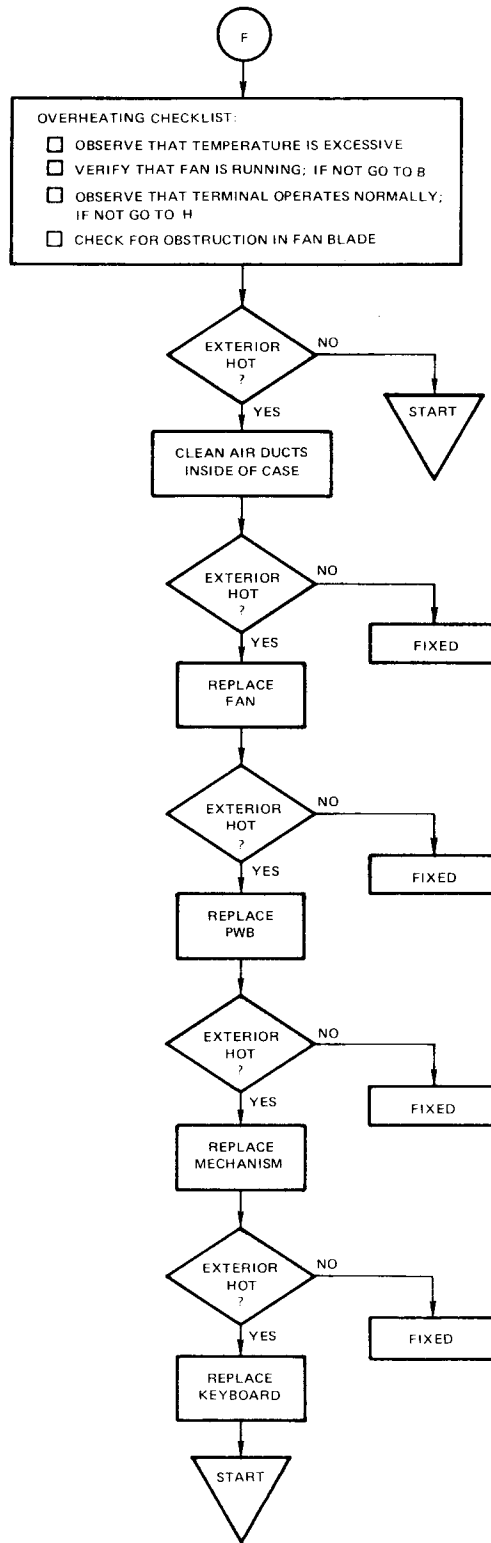 F
OVERHEATING CHECKLIST:
OBSERVE THAT TEMPERATURE IS EXCESSIVE
VERIFY THAT FAN IS RUNNING; IF NOT GO TO B
OBSERVE THAT TERMINAL OPERATES NORMALLY;
IF NOT GO TO H
CHECK FOR OBSTRUCTION IN FAN BLADE
EXTERIOR
HOT
?
NO
START
YES
CLEAN AIR DUCTS
INSIDE OF CASE
EXTERIOR
HOT
?
NO
FIXED
YES
REPLACE
FAN
EXTERIOR
HOT
?
NO
FIXED
YES
REPLACE
PWB
EXTERIOR
HOT
?
NO
FIXED
YES
REPLACE
MECHANISM
EXTERIOR
HOT
?
NO
FIXED
YES
REPLACE
KEYBOARD
START